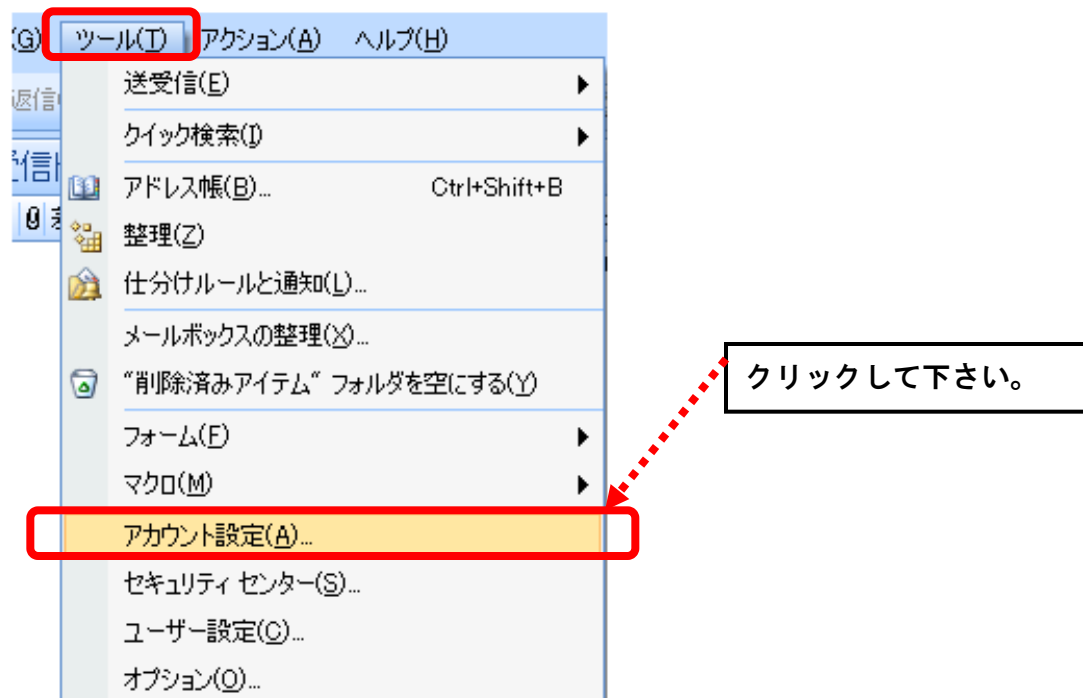 (G) ツール(T) アクション(A) ヘルプ(H)
送受信(E)
返信
クイック検索(I)
受信ト
アドレス帳(B)... Ctrl+Shift+B
整理(Z)
仕分けルールと通知(L)...
メールボックスの整理(X)...
“削除済みアイテム“ フォルダを空にする(Y)
クリックして下さい。
フォーム(F)
マクロ(M)
アカウント設定(A)...
セキュリティ センター(S)...
ユーザー設定(C)...
オプション(O)...